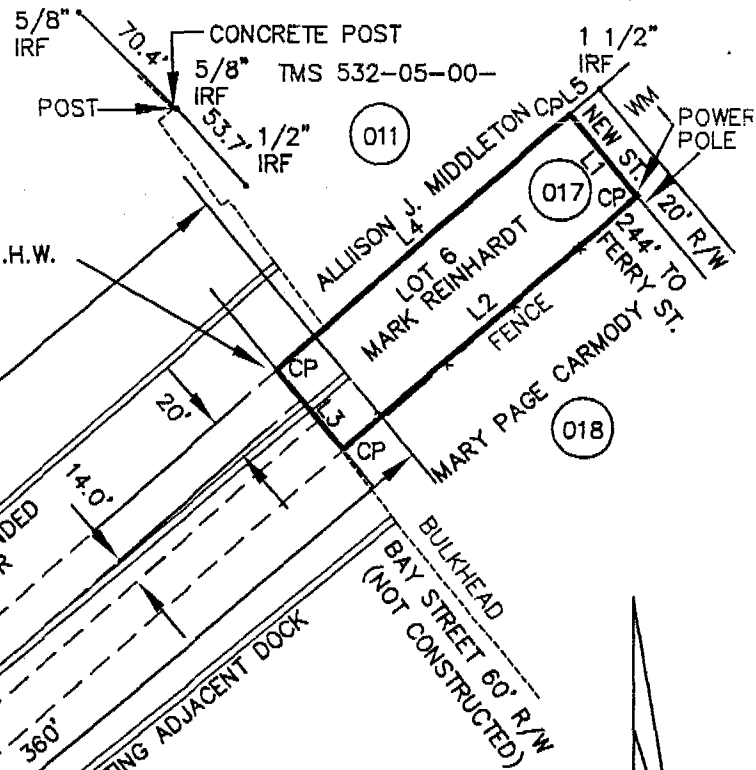 5/8"
IRF
70.4'
CONCRETE POST
5/8"
IRF
TMS 532-05-00-
POST
53.7'
1/2"
IRF
011
1 1/2"
IRF
L5
CP
WM
POWER
POLE
NEW ST.
L1
20' R/W
017
CP
ALLIISON J. MIDDLETON
L4
LOT 6
MARK REINHARDT
L2
FENCE
244' TO
FERRY ST.
.H.W.
MARY PAGE CARMODY
018
CP
L3
CP
20'
14.0'
NDED
R
BULKHEAD
BAY STREET 60' R/W
(NOT CONSTRUCTED)
TING ADJACENT DOCK
360'